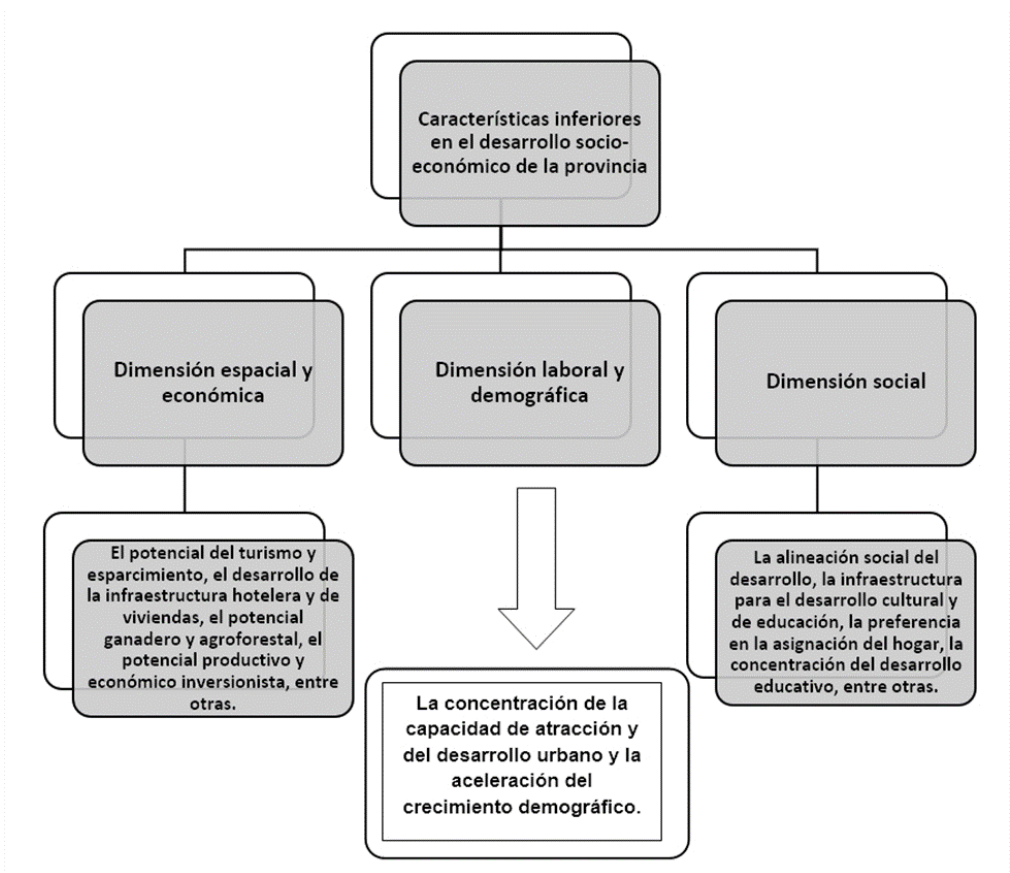 Características inferiores
en el desarrollo socio-
económico de la provincia
Dimensión espacial y
económica
Dimensión laboral y
demográfica
Dimensión social
El potencial del turismo y
esparcimiento, el desarrollo de
la infraestructura hotelera y de
viviendas, el potencial
ganadero y agroforestal, el
potencial productivo y
económico inversionista, entre
otras.
La concentración de la
capacidad de atracción y
del desarrollo urbano y la
aceleración del
crecimiento demográfico.
La alineación social del
desarrollo, la infraestructura
para el desarrollo cultural y
de educación, la preferencia
en la asignación del hogar, la
concentración del desarrollo
educativo, entre otras.